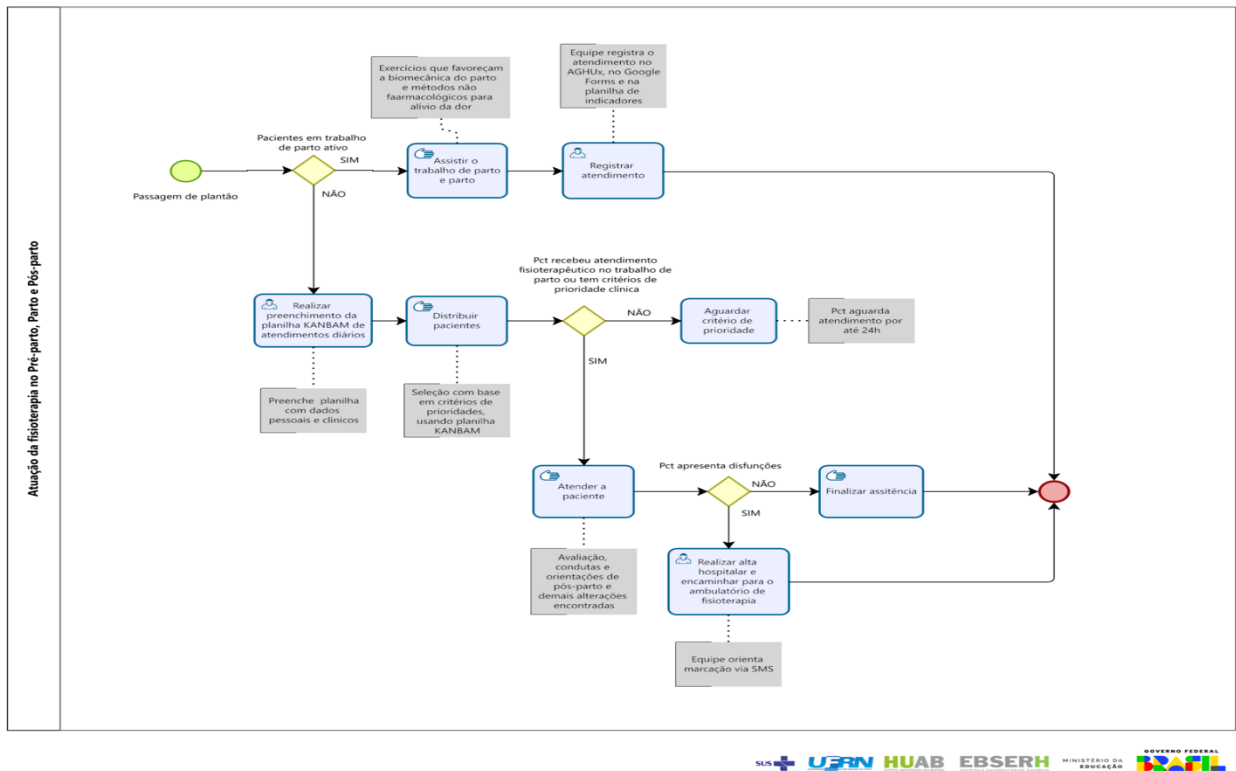 Atuação da fisioterapia no Pré-parto, Parto e Pós-parto
Exercícios que favoreçam
a biomecânica do parto
e métodos não
faarmacológicos para
alívio da dor
Equipe registra o
atendimento no
AGHUx, no Google
Forms e na
planilha de
indicadores
Pacientes em trabalho
de parto ativo
SIM
NÃO
Passagem de plantão
Assistir o
trabalho de parto
e parto
Registrar
atendimento
Realizar
preenchimento da
planilha KANBAM de
atendimentos diários
Distribuir
pacientes
Pct recebeu atendimento
fisioterapêutico no trabalho de
parto ou tem critérios de
prioridade clínica
NÃO
SIM
Aguardar
critério de
prioridade
Pct aguarda
atendimento por
até 24h
Preenche planilha
com dados
pessoais e clínicos
Seleção com base
em critérios de
prioridades,
usando planilha
KANBAM
Atender a
paciente
Pct apresenta disfunções
NÃO
SIM
Finalizar assitência
Avaliação,
condutas e
orientações de
pós-parto e
demais alterações
encontradas
Realizar alta
hospitalar e
encaminhar para o
ambulatório de
fisioterapia
Equipe orienta
marcação via SMS
SUS
UFRN
HUAB
EBSERH
MINISTÉRIO DA
EDUCAÇÃO
GOVERNO FEDERAL
BRASIL